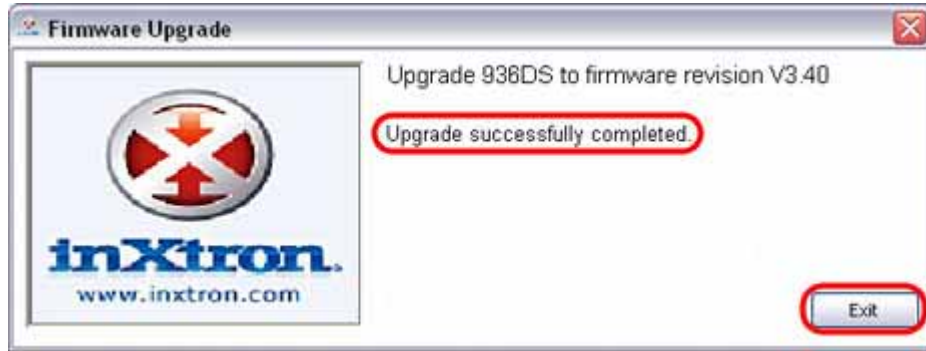 Firmware Upgrade
Upgrade 936DS to firmware revision V3.40
Upgrade successfully completed.
inXtron.
www.inxtron.com
Exit